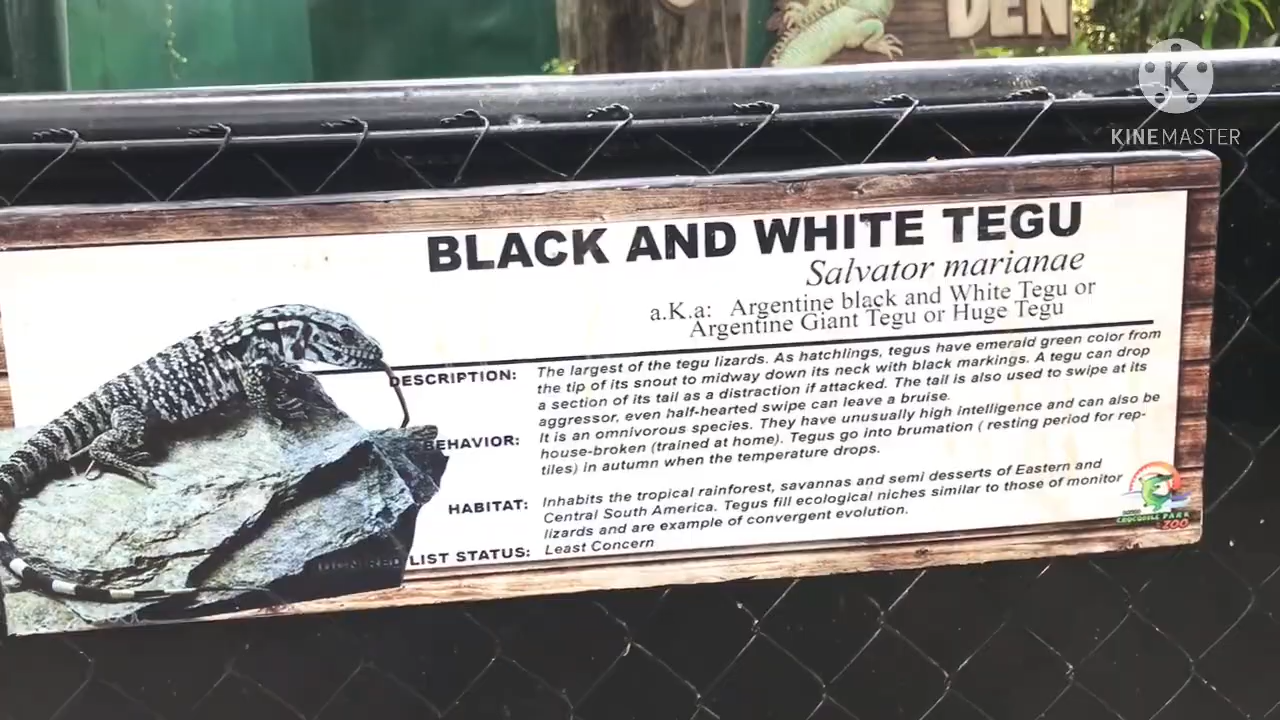 DEN
K
KINEMASTER
BLACK AND WHITE TEGU
Salvator marianae
a.K.a: Argentine black and White Tegu or
Argentine Giant Tegu or Huge Tegu
DESCRIPTION: The largest of the tegu lizards. As hatchlings, tegus have emerald green color from
the tip of its snout to midway down its neck with black markings. A tegu can drop
a section of its tail as a distraction if attacked. The tail is also used to swipe at its
aggressor, even half-hearted swipe can leave a bruise.
BEHAVIOR: It is an omnivorous species. They have unusually high intelligence and can also be
house-broken (trained at home). Tegus go into brumation ( resting period for rep-
tiles) in autumn when the temperature drops.
HABITAT: Inhabits the tropical rainforest, savannas and semi desserts of Eastern and
Central South America. Tegus fill ecological niches similar to those of monitor
lizards and are example of convergent evolution.
IUCN RED LIST STATUS: Least Concern
CROCODILE PARK
ZOO